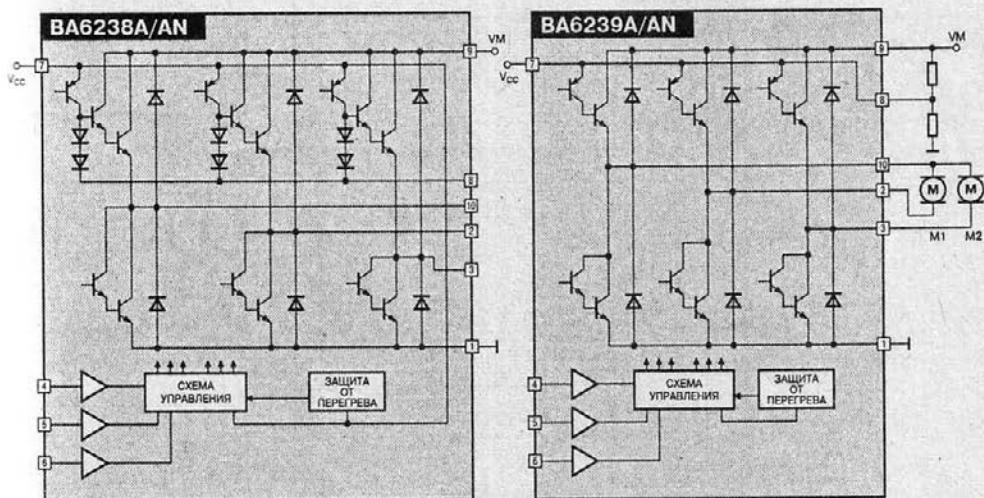 BA6238A/AN
9
VM
7
Vcc
8
10
2
3
1
4
5
6
СХЕМА
УПРАВЛЕНИЯ
ЗАЩИТА
ОТ
ПЕРЕГРЕВА
BA6239A/AN
9
VM
7
8
Vcc
10
2
M
M
3
M1
M2
1
4
5
6
СХЕМА
УПРАВЛЕНИЯ
ЗАЩИТА
ОТ
ПЕРЕГРЕВА